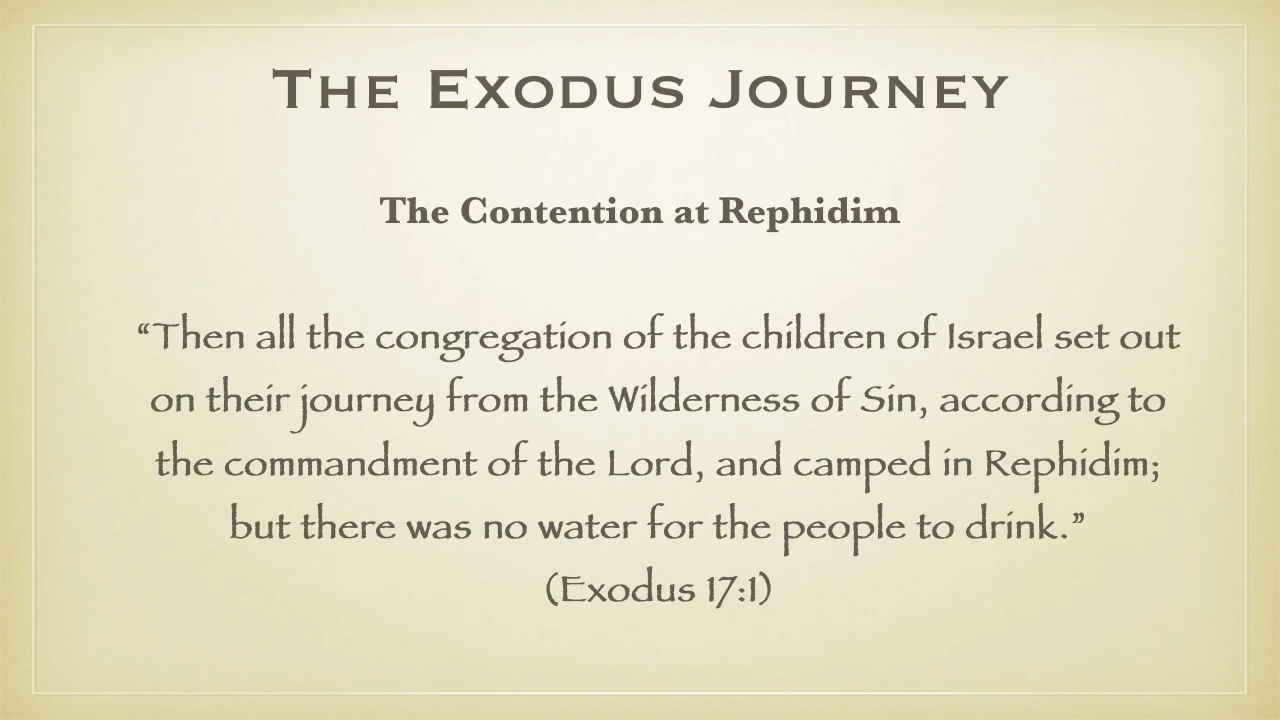 The Exodus Journey
The Contention at Rephidim
“Then all the congregation of the children of Israel set out
on their journey from the Wilderness of Sin, according to
the commandment of the Lord, and camped in Rephidim;
but there was no water for the people to drink.”
(Exodus 17:1)